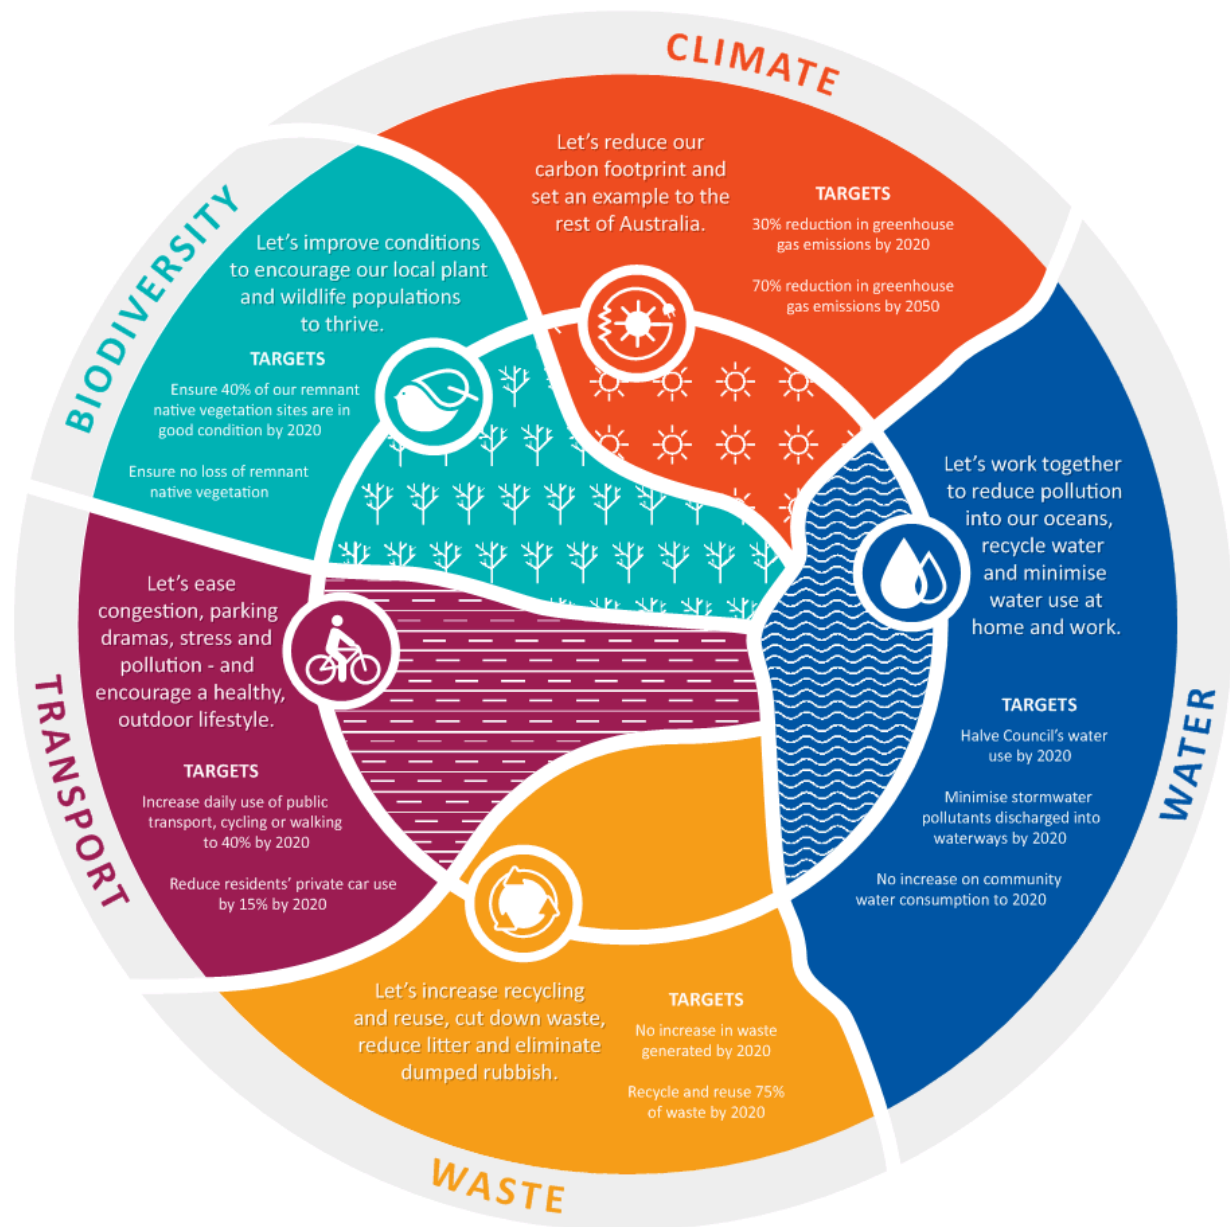 CLIMATE
Let's reduce our
carbon footprint and
set an example to the
rest of Australia.
TARGETS
30% reduction in greenhouse
gas emissions by 2020
70% reduction in greenhouse
gas emissions by 2050
WATER
Let's work together
to reduce pollution
into our oceans,
recycle water
and minimise
water use at
home and work.
TARGETS
Halve Council's water
use by 2020
Minimise stormwater
pollutants discharged into
waterways by 2020
No increase on community
water consumption to 2020
WASTE
Let's increase recycling
and reuse, cut down waste,
reduce litter and eliminate
dumped rubbish.
TARGETS
No increase in waste
generated by 2020
Recycle and reuse 75%
of waste by 2020
TRANSPORT
Let's ease
congestion, parking
dramas, stress and
pollution - and
encourage a healthy,
outdoor lifestyle.
TARGETS
Increase daily use of public
transport, cycling or walking
to 40% by 2020
Reduce residents' private car use
by 15% by 2020
BIODIVERSITY
Let's improve conditions
to encourage our local plant
and wildlife populations
to thrive.
TARGETS
Ensure 40% of our remnant
native vegetation sites are in
good condition by 2020
Ensure no loss of remnant
native vegetation